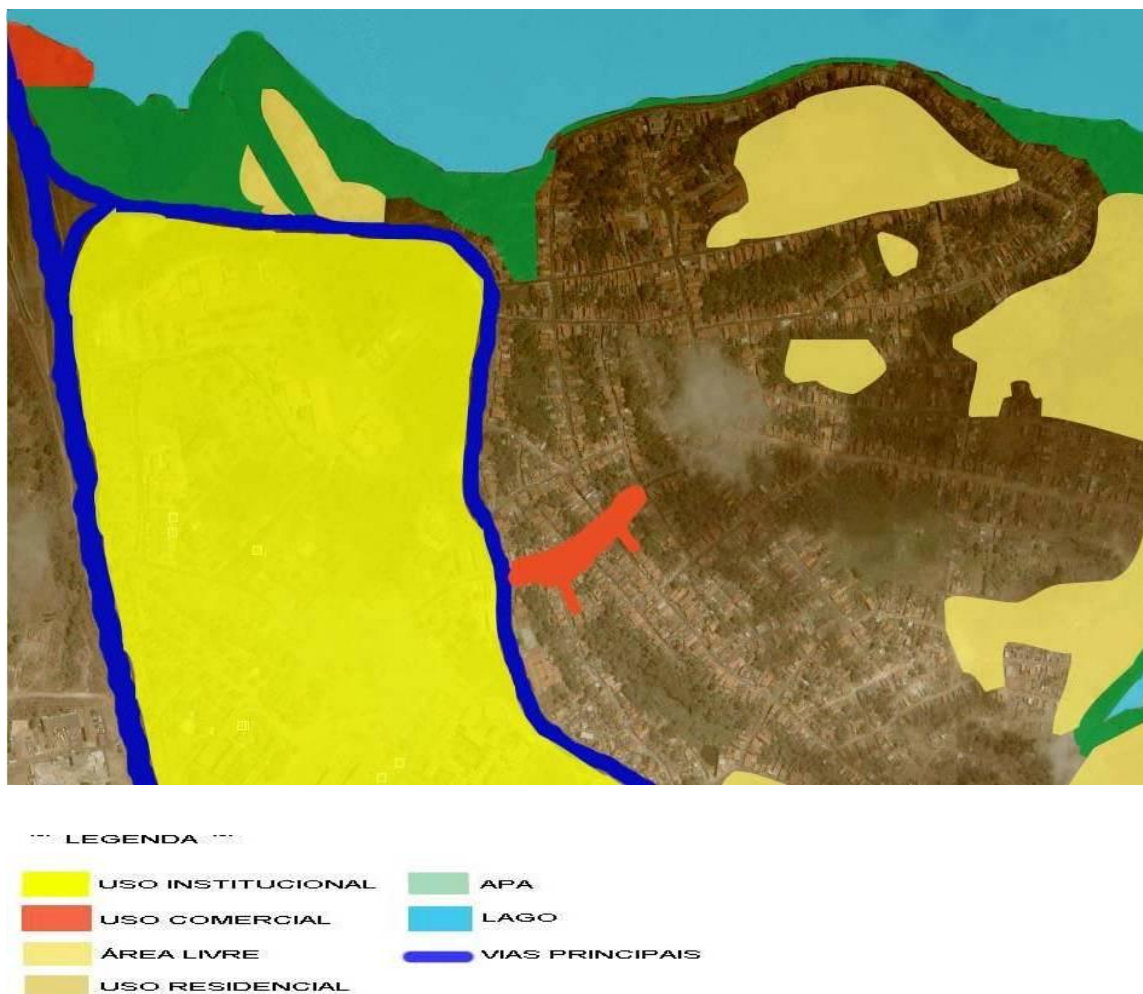 LEGENDA
USO INSTITUCIONAL
USO COMERCIAL
ÁREA LIVRE
USO RESIDENCIAL
APA
LAGO
VIAS PRINCIPAIS